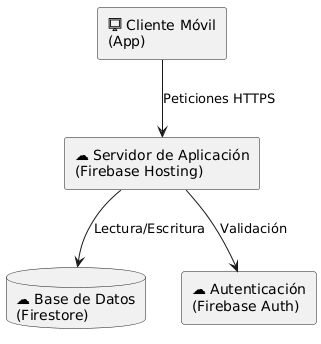 🖥 Cliente Móvil
(App)
Peticiones HTTPS
☁ Servidor de Aplicación
(Firebase Hosting)
Lectura/Escritura
Validación
☁ Base de Datos
(Firestore)
☁ Autenticación
(Firebase Auth)